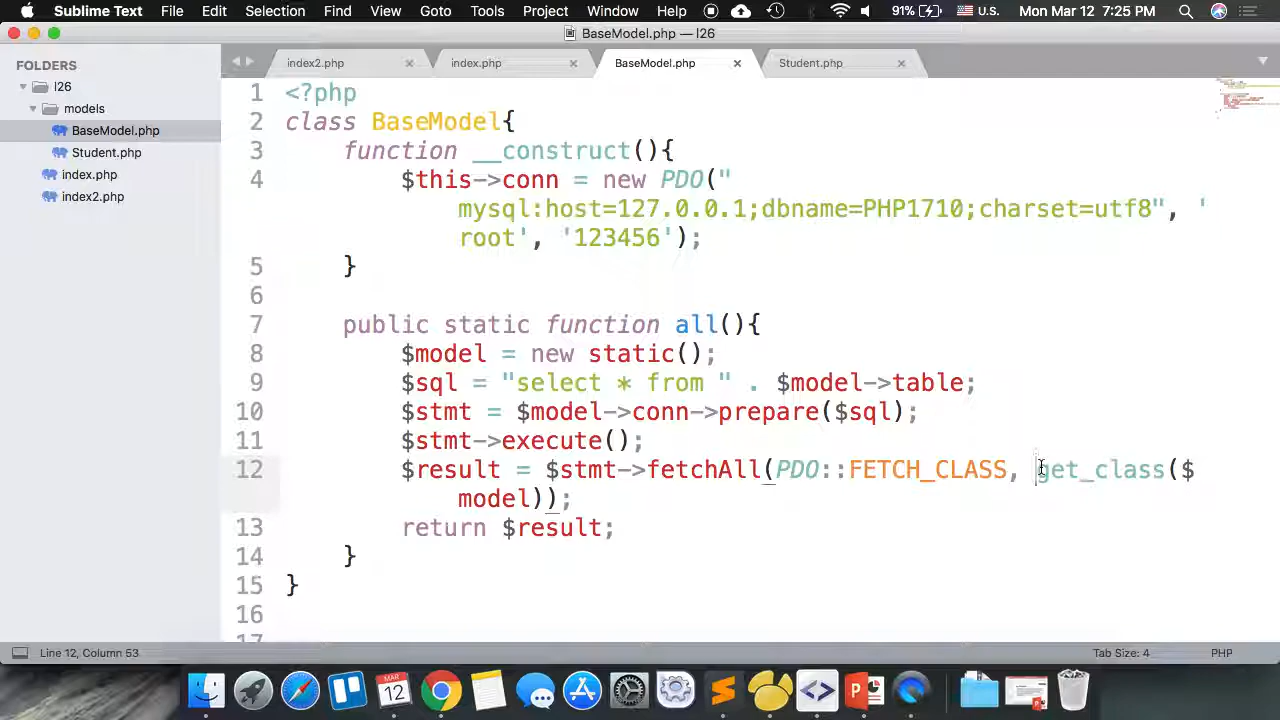 Sublime Text File Edit Selection Find View Goto Tools Project Window Help 91% U.S. Mon Mar 12 7:25 PM
BaseModel.php — l26
FOLDERS
l26
models
BaseModel.php
Student.php
index.php
index2.php
index2.php index.php BaseModel.php Student.php
1 <?php
2 class BaseModel{
3 function __construct(){
4 $this->conn = new PDO("
mysql:host=127.0.0.1;dbname=PHP1710;charset=utf8", '
root', '123456');
5 }
6
7 public static function all(){
8 $model = new static();
9 $sql = "select * from " . $model->table;
10 $stmt = $model->conn->prepare($sql);
11 $stmt->execute();
12 $result = $stmt->fetchAll(PDO::FETCH_CLASS, get_class($
model));
13 return $result;
14 }
15 }
16
17
Line 12, Column 53 Tab Size: 4 PHP
MAR
12